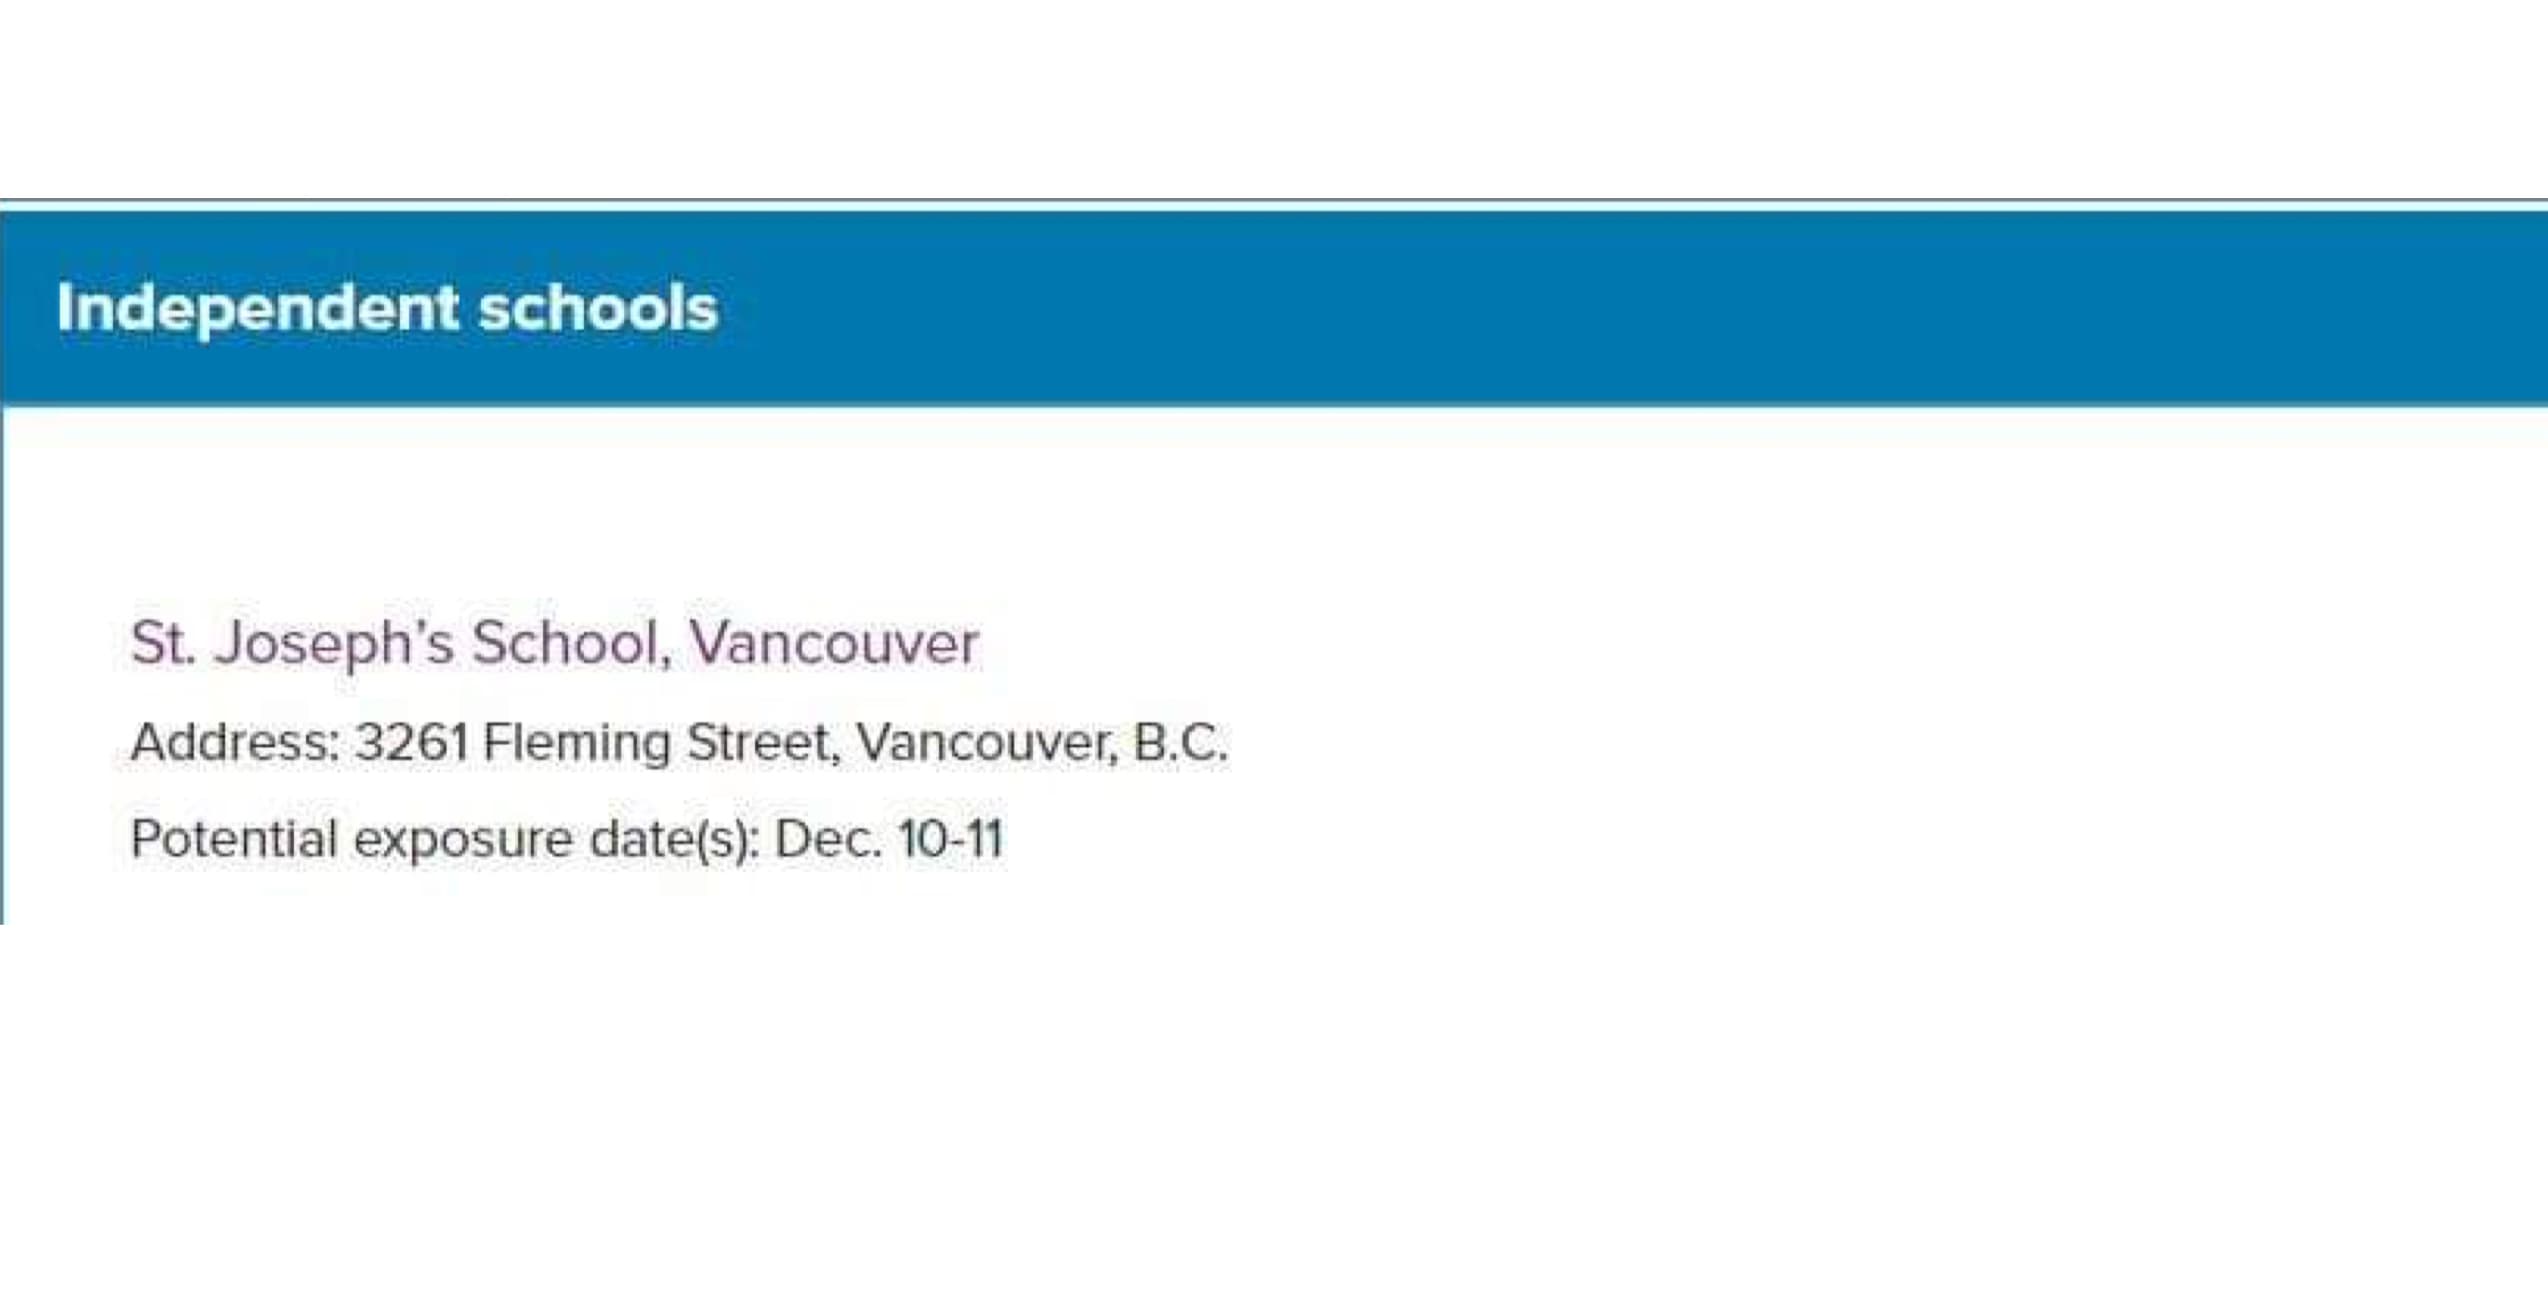 Independent schools
St. Joseph’s School, Vancouver
Address: 3261 Fleming Street, Vancouver, B.C.
Potential exposure date(s): Dec. 10-11